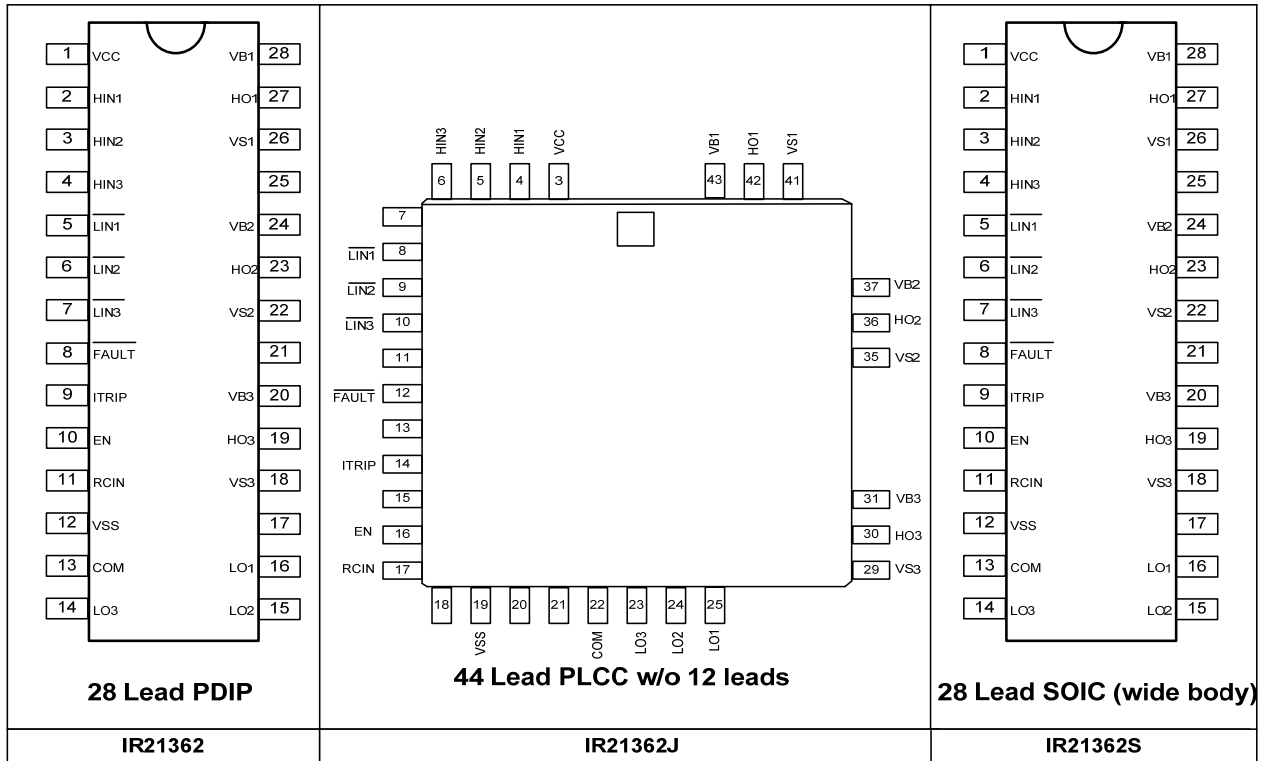 1 VCC VB1 28
2 HIN1 HO1 27
3 HIN2 VS1 26
4 HIN3 25
5 LIN1 VB2 24
6 LIN2 HO2 23
7 LIN3 VS2 22
8 FAULT 21
9 ITRIP VB3 20
10 EN HO3 19
11 RCIN VS3 18
12 VSS 17
13 COM LO1 16
14 LO3 LO2 15
28 Lead PDIP
IR21362
HIN3 HIN2 HIN1 VCC VB1 HO1 VS1
6 5 4 3 43 42 41
7
LIN1 8
LIN2 9 37 VB2
LIN3 10 36 HO2
11 35 VS2
FAULT 12
13
ITRIP 14
15 31 VB3
EN 16 30 HO3
RCIN 17 29 VS3
18 19 20 21 22 23 24 25
VSS COM LO3 LO2 LO1
44 Lead PLCC w/o 12 leads
IR21362J
1 VCC VB1 28
2 HIN1 HO1 27
3 HIN2 VS1 26
4 HIN3 25
5 LIN1 VB2 24
6 LIN2 HO2 23
7 LIN3 VS2 22
8 FAULT 21
9 ITRIP VB3 20
10 EN HO3 19
11 RCIN VS3 18
12 VSS 17
13 COM LO1 16
14 LO3 LO2 15
28 Lead SOIC (wide body)
IR21362S